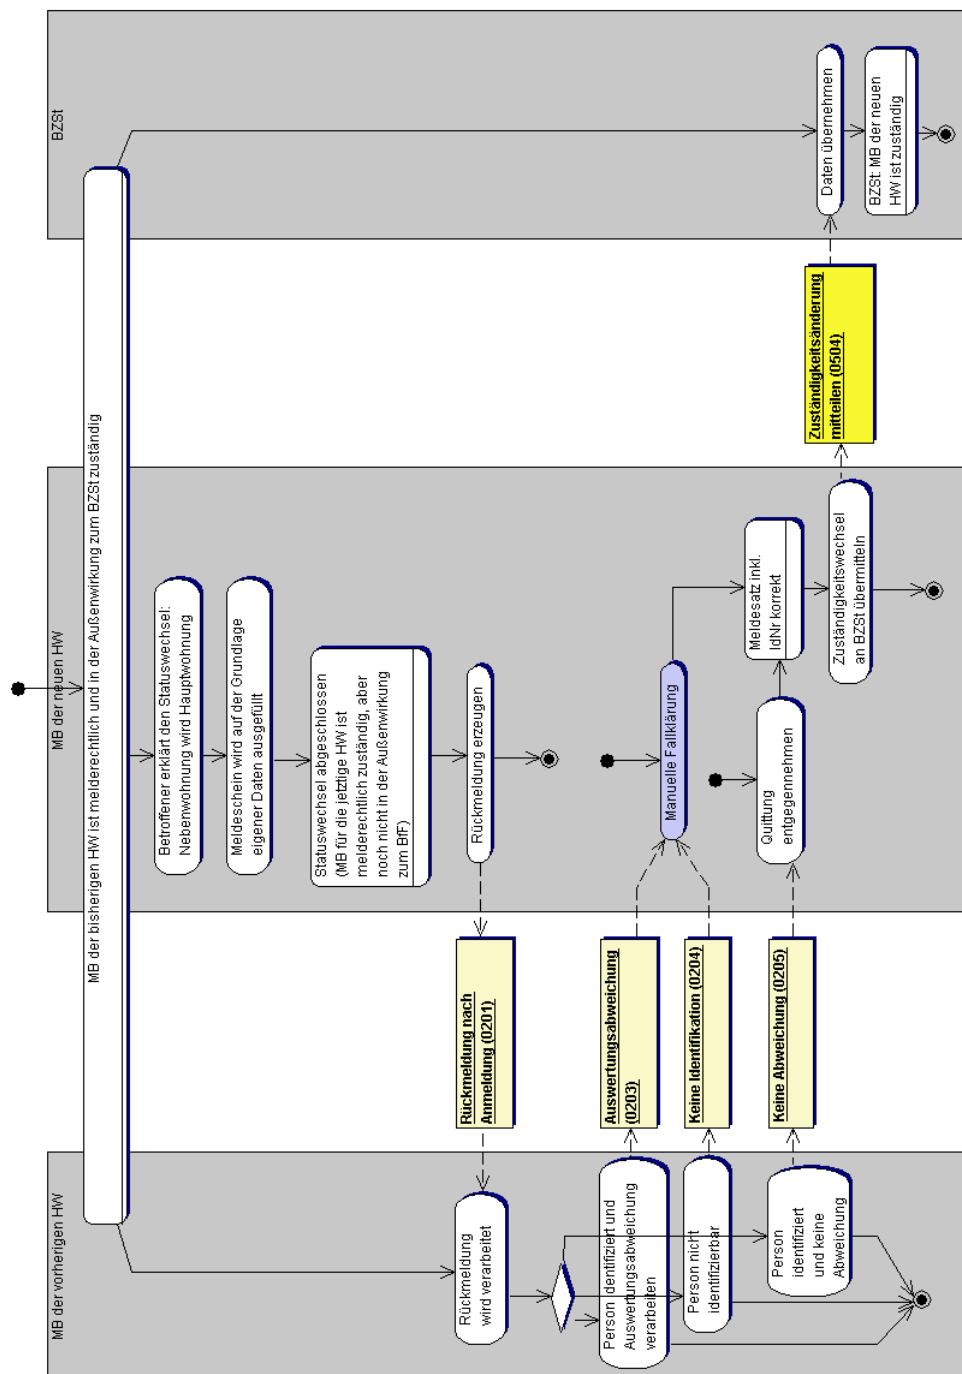 MB der vorherigen HW
MB der neuen HW
BZSt
MB der bisherigen HW ist melderechtlich und in der Außenwirkung zum BZSt zuständig
Betroffener erklärt den Statuswechsel:
Nebenwohnung wird Hauptwohnung
Meldeschein wird auf der Grundlage
eigener Daten ausgefüllt
Statuswechsel abgeschlossen
(MB für die jetztige HW ist
melderechtlich zuständig, aber
noch nicht in der Außenwirkung
zum BfF)
Rückmeldung erzeugen
Rückmeldung nach
Anmeldung (0201)
Rückmeldung
wird verarbeitet
Person identifiziert und
Auswertungsabweichung
verarbeiten
Auswertungsabweichung
(0203)
Person nicht
identifizierbar
Keine Identifikation (0204)
Manuelle Fallklärung
Person
identifiziert
und keine
Abweichung
Keine Abweichung (0205)
Quittung
entgegennehmen
Meldesatz inkl.
IdNr korrekt
Zuständigkeitswechsel
an BZSt übermitteln
Zuständigkeitsänderung
mitteilen (0504)
Daten übernehmen
BZSt: MB der neuen
HW ist zuständig